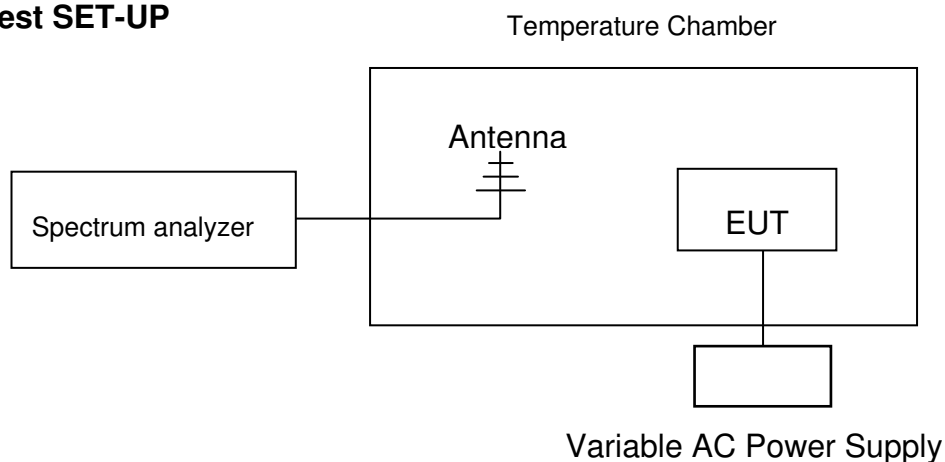 est SET-UP
Temperature Chamber
Antenna
Spectrum analyzer
EUT
Variable AC Power Supply